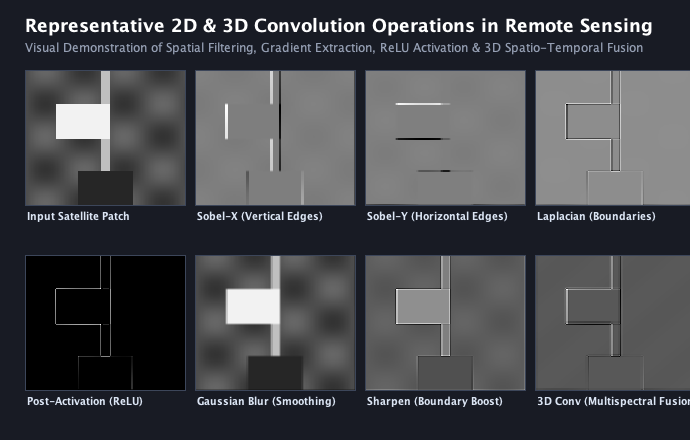 Representative 2D & 3D Convolution Operations in Remote Sensing
Visual Demonstration of Spatial Filtering, Gradient Extraction, ReLU Activation & 3D Spatio-Temporal Fusion
Input Satellite Patch
Sobel-X (Vertical Edges)
Sobel-Y (Horizontal Edges)
Laplacian (Boundaries)
Post-Activation (ReLU)
Gaussian Blur (Smoothing)
Sharpen (Boundary Boost)
3D Conv (Multispectral Fusion